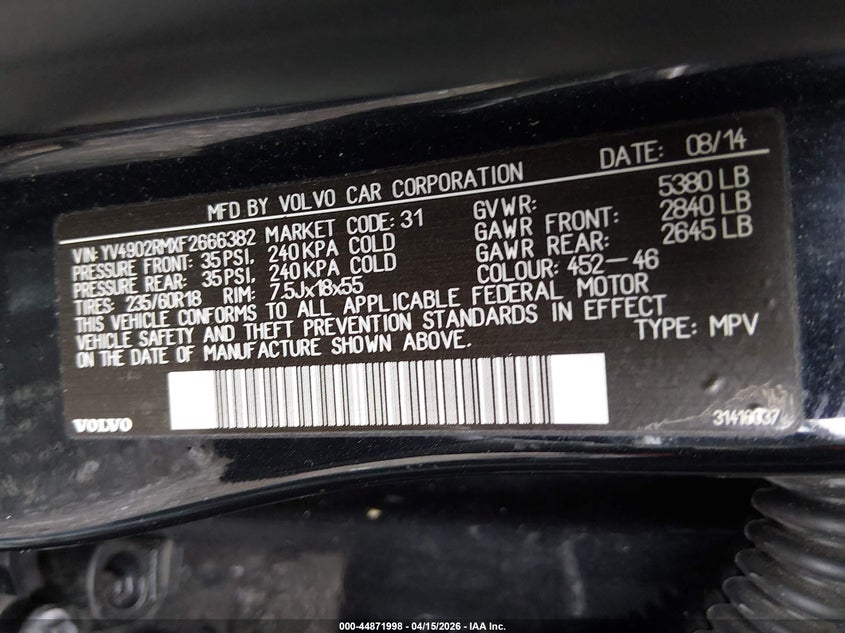 MFD BY VOLVO CAR CORPORATION DATE: 08/14
VIN: YV4902RMXF2666382 MARKET CODE: 31 GVWR: 5380 LB
PRESSURE FRONT: 35 PSI, 240 KPA COLD GAWR FRONT: 2840 LB
PRESSURE REAR: 35 PSI, 240 KPA COLD GAWR REAR: 2645 LB
TIRES: 235/60R18 RIM: 7.5Jx18x55 COLOUR: 452-46
THIS VEHICLE CONFORMS TO ALL APPLICABLE FEDERAL MOTOR
VEHICLE SAFETY AND THEFT PREVENTION STANDARDS IN EFFECT
ON THE DATE OF MANUFACTURE SHOWN ABOVE. TYPE: MPV
VOLVO
000-44871998 - 04/15/2026 - IAA Inc.